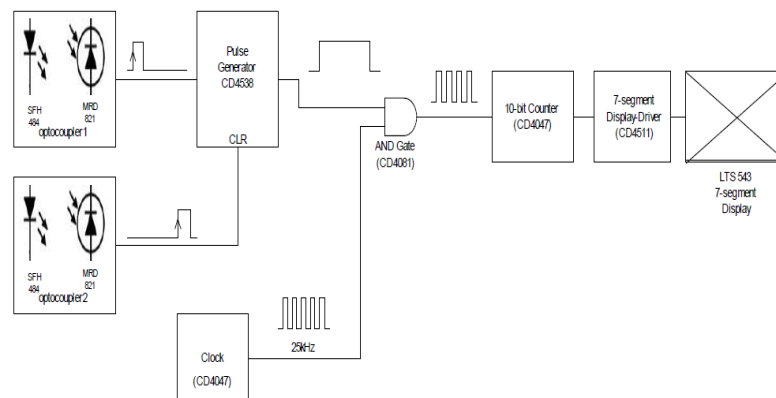 SFH
484
MRD
821
optocoupler1
Pulse
Generator
CD4538
CLR
AND Gate
(CD4081)
10-bit Counter
(CD4047)
7-segment
Display-Driver
(CD4511)
LTS 543
7-segment
Display
SFH
484
MRD
821
optocoupler2
Clock
(CD4047)
25kHz